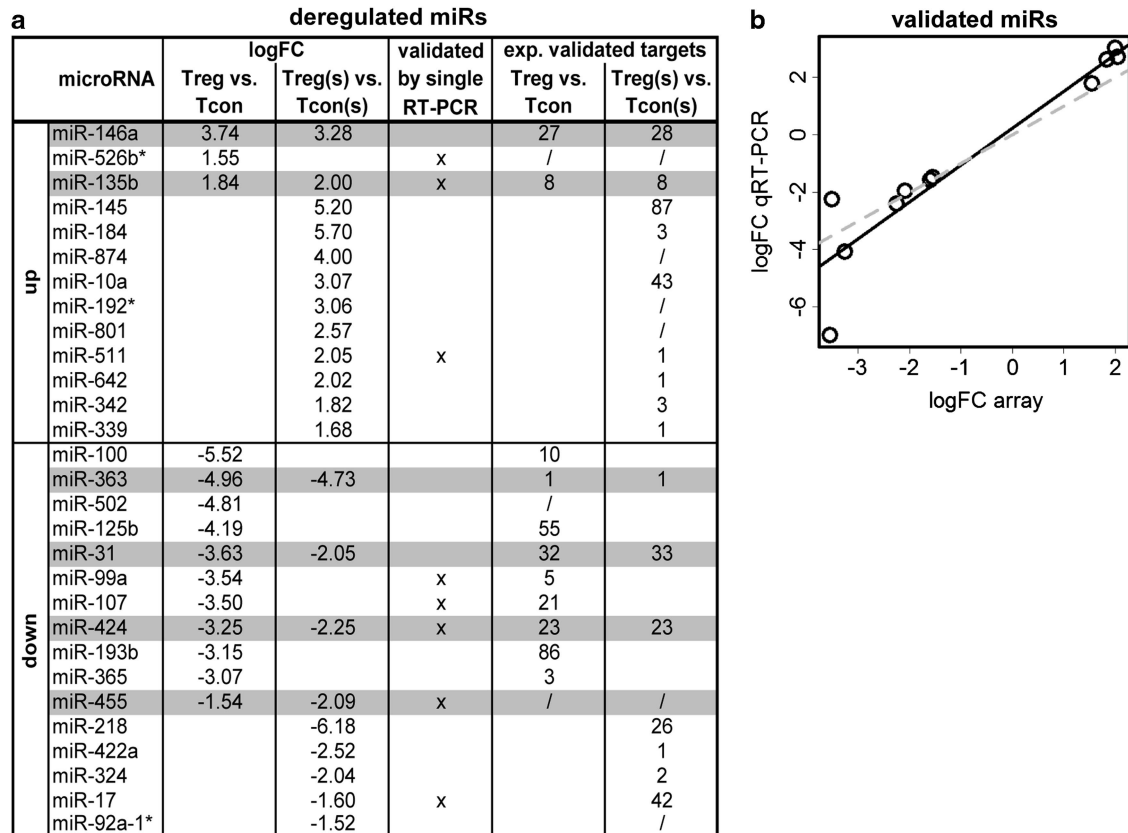 a
deregulated miRs
microRNA
logFC
validated by single RT-PCR
exp. validated targets
Treg vs. Tcon
Treg(s) vs. Tcon(s)
Treg vs. Tcon
Treg(s) vs. Tcon(s)
up
miR-146a 3.74 3.28 27 28
miR-526b* 1.55 x / /
miR-135b 1.84 2.00 x 8 8
miR-145 5.20 87
miR-184 5.70 3
miR-874 4.00 /
miR-10a 3.07 43
miR-192* 3.06 /
miR-801 2.57 /
miR-511 2.05 x 1
miR-642 2.02 1
miR-342 1.82 3
miR-339 1.68 1
down
miR-100 -5.52 10
miR-363 -4.96 -4.73 1 1
miR-502 -4.81 /
miR-125b -4.19 55
miR-31 -3.63 -2.05 32 33
miR-99a -3.54 x 5
miR-107 -3.50 x 21
miR-424 -3.25 -2.25 x 23 23
miR-193b -3.15 86
miR-365 -3.07 3
miR-455 -1.54 -2.09 x / /
miR-218 -6.18 26
miR-422a -2.52 1
miR-324 -2.04 2
miR-17 -1.60 x 42
miR-92a-1* -1.52 /
b
validated miRs
logFC qRT-PCR
2
0
-2
-4
-6
-3 -2 -1 0 1 2
logFC array